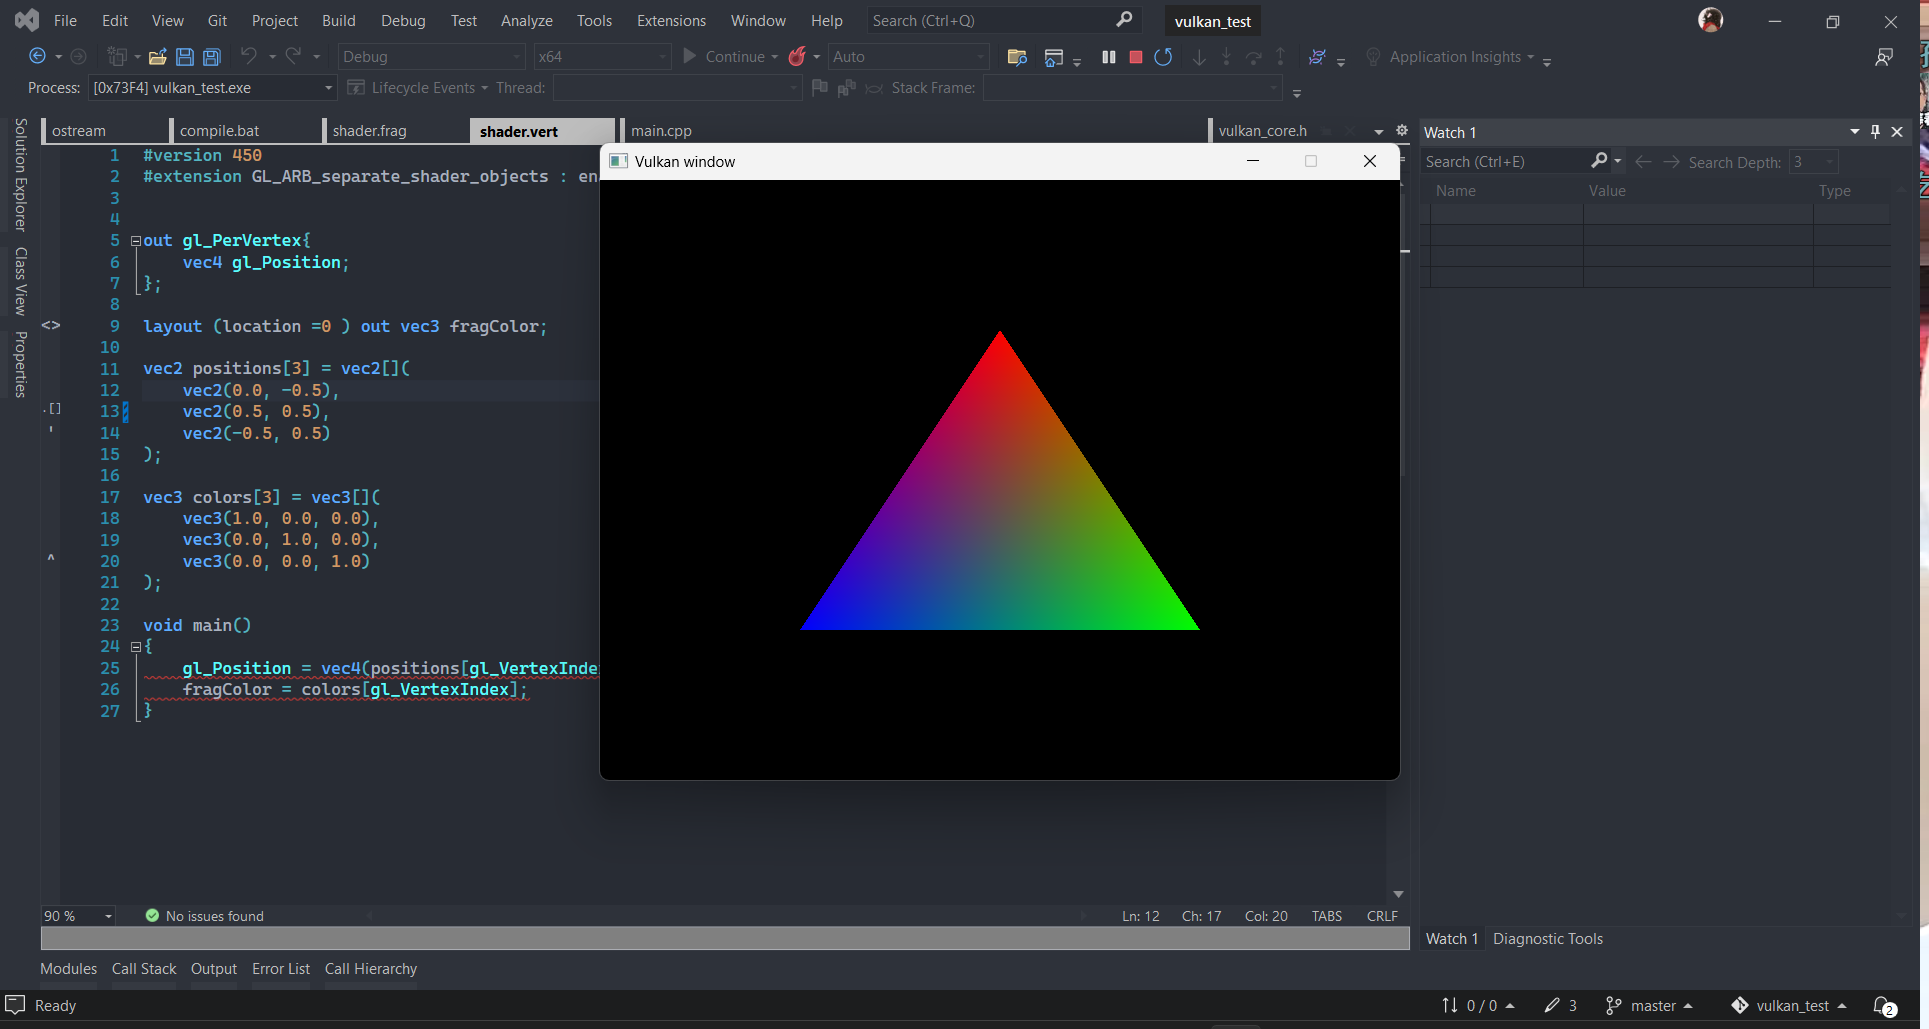 File Edit View Git Project Build Debug Test Analyze Tools Extensions Window Help Search (Ctrl+Q) vulkan_test
Debug x64 Continue Auto Application Insights
Process: [0x73F4] vulkan_test.exe Lifecycle Events Thread: Stack Frame:
Solution Explorer
Class View
Properties
ostream compile.bat shader.frag shader.vert main.cpp vulkan_core.h
1 #version 450
2 #extension GL_ARB_separate_shader_objects : en
3
4
5 out gl_PerVertex{
6 vec4 gl_Position;
7 };
8
9 layout (location =0 ) out vec3 fragColor;
10
11 vec2 positions[3] = vec2[](
12 vec2(0.0, -0.5),
13 vec2(0.5, 0.5),
14 vec2(-0.5, 0.5)
15 );
16
17 vec3 colors[3] = vec3[](
18 vec3(1.0, 0.0, 0.0),
19 vec3(0.0, 1.0, 0.0),
20 vec3(0.0, 0.0, 1.0)
21 );
22
23 void main()
24 {
25 gl_Position = vec4(positions[gl_VertexInde
26 fragColor = colors[gl_VertexIndex];
27 }
Vulkan window
Watch 1
Search (Ctrl+E) Search Depth: 3
Name Value Type
90 % No issues found Ln: 12 Ch: 17 Col: 20 TABS CRLF
Watch 1 Diagnostic Tools
Modules Call Stack Output Error List Call Hierarchy
Ready 0 / 0 3 master vulkan_test 2